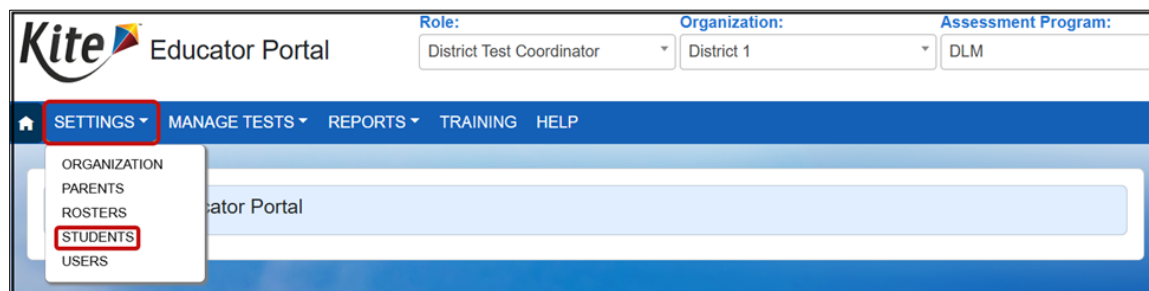 Role: Organization: Assessment Program:
Kite Educator Portal District Test Coordinator District 1 DLM
SETTINGS MANAGE TESTS REPORTS TRAINING HELP
ORGANIZATION
PARENTS
ROSTERS
cator Portal
STUDENTS
USERS